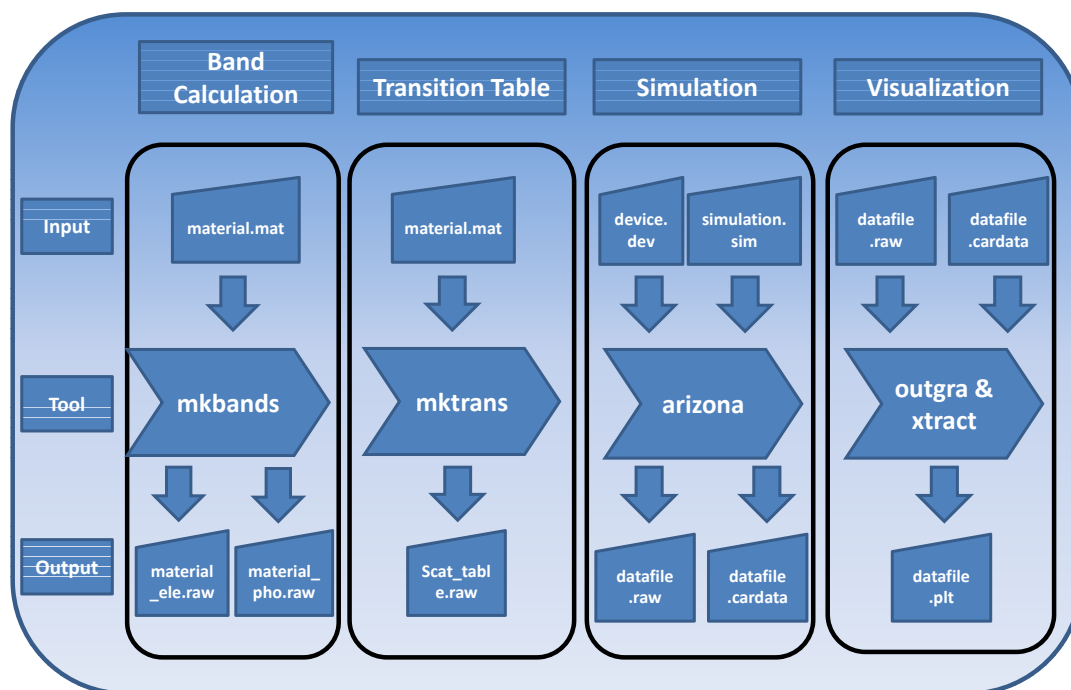 Band
Calculation
Transition Table
Simulation
Visualization
Input
material.mat
material.mat
device.
dev
simulation.
sim
datafile
.raw
datafile
.cardata
Tool
mkbands
mktrans
arizona
outgra &
xtract
Output
material
_ele.raw
material_
pho.raw
Scat_tabl
e.raw
datafile
.raw
datafile
.cardata
datafile
.plt